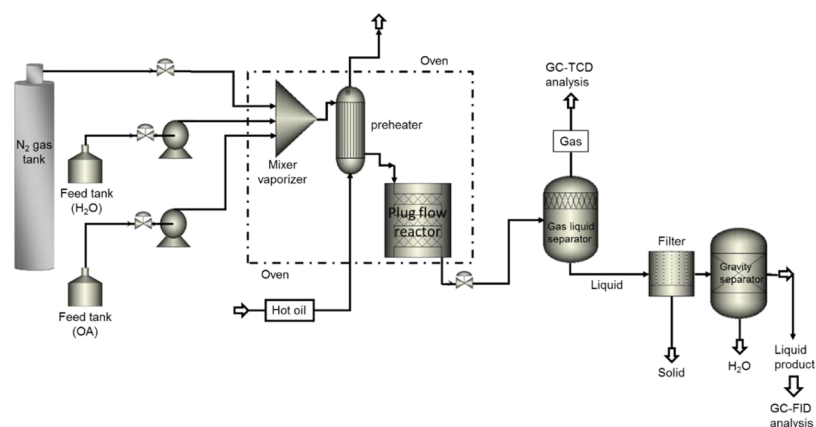 N2 gas
tank
Feed tank
(H2O)
Feed tank
(OA)
Oven
Mixer
vaporizer
preheater
Plug flow
reactor
Oven
Hot oil
GC-TCD
analysis
Gas
Gas liquid
separator
Liquid
Filter
Solid
Gravity
separator
H2O
Liquid
product
GC-FID
analysis